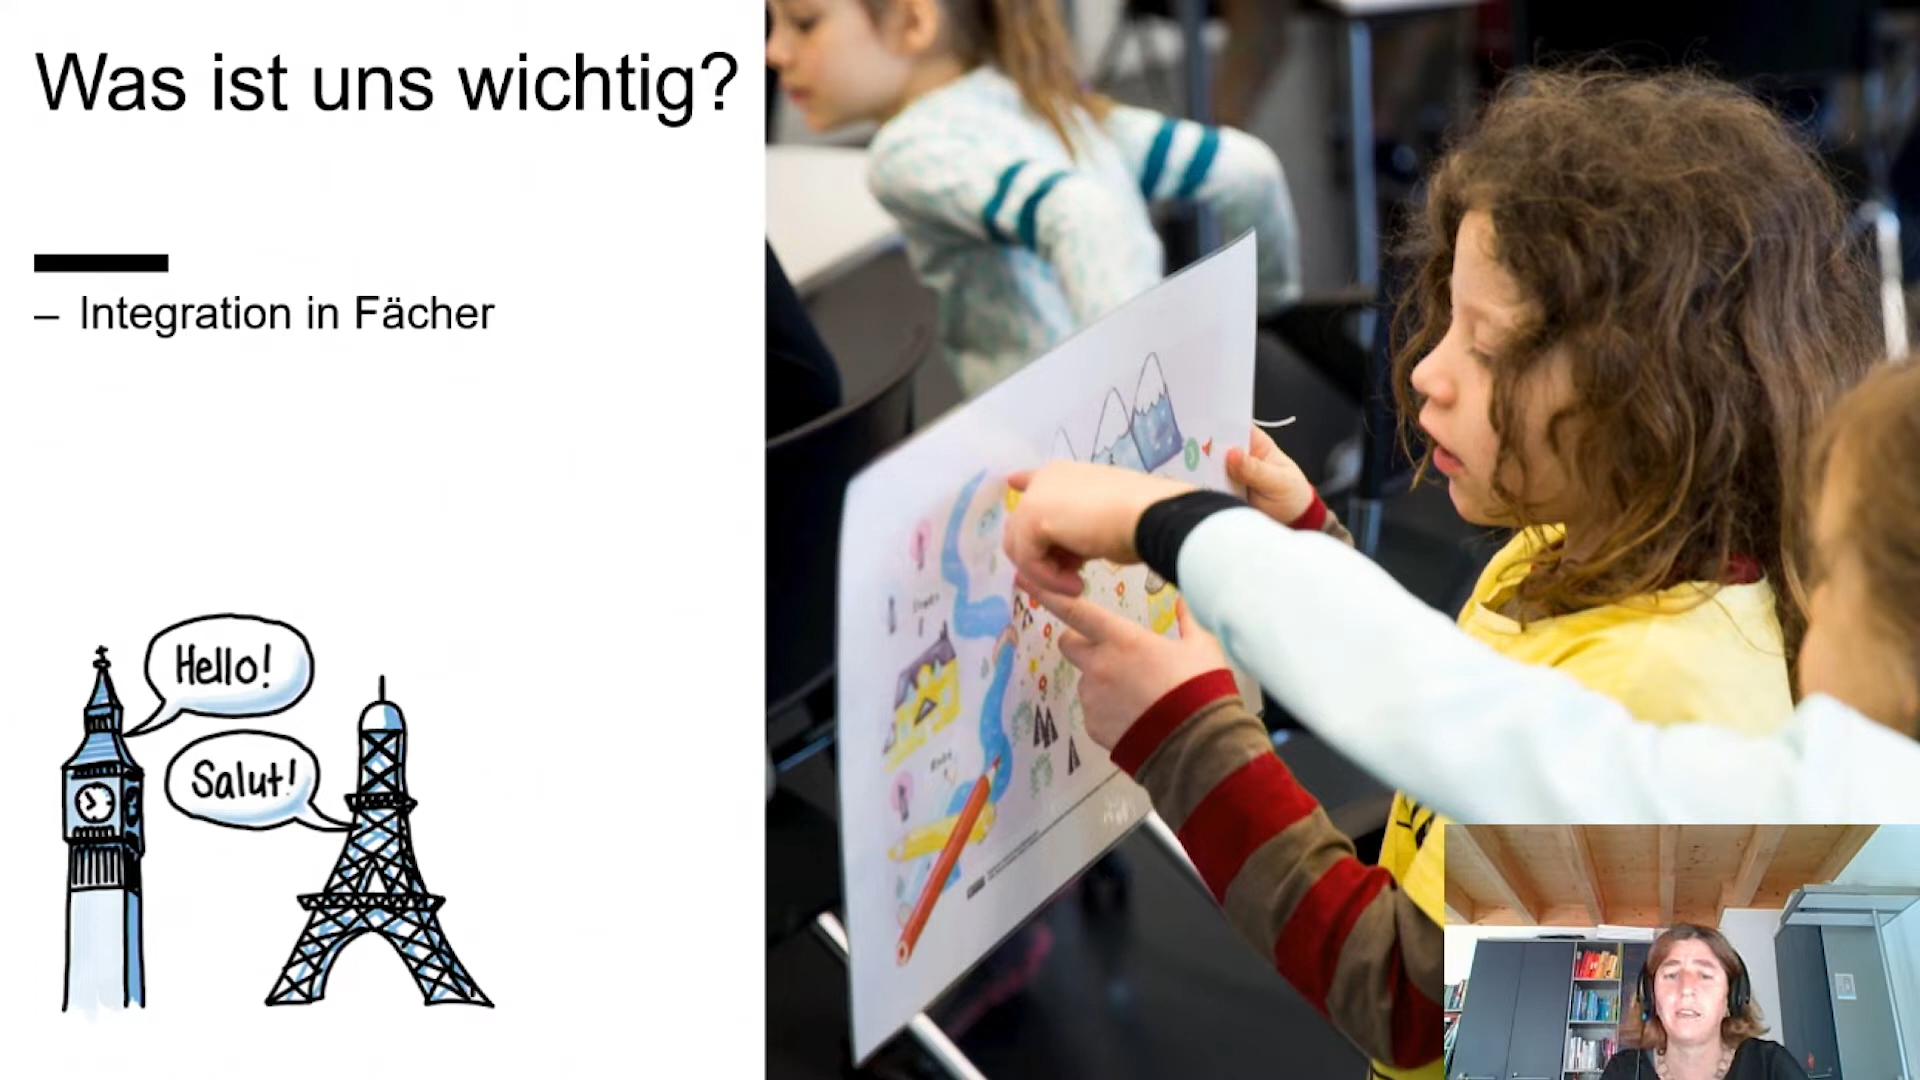 Was ist uns wichtig?
– Integration in Fächer
Hello!
Salut!